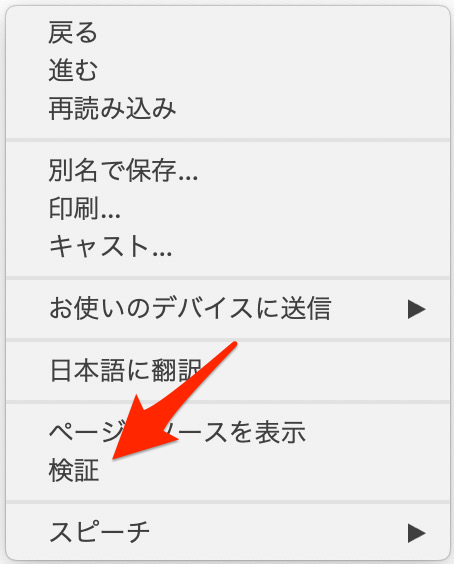 戻る
進む
再読み込み
別名で保存...
印刷...
キャスト...
お使いのデバイスに送信
日本語に翻訳
ページ ソースを表示
検証
スピーチ